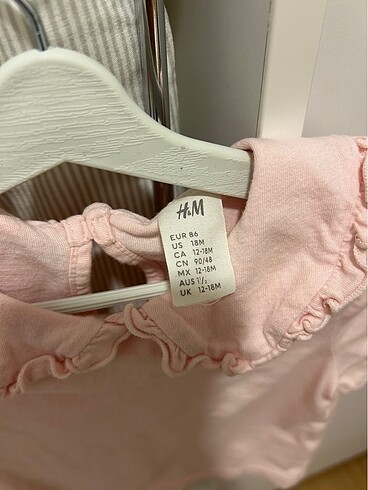 H&M
EUR 86
US 18M
CA 12-18M
CN 90/48
MX 12-18M
AUS 1½
UK 12-18M